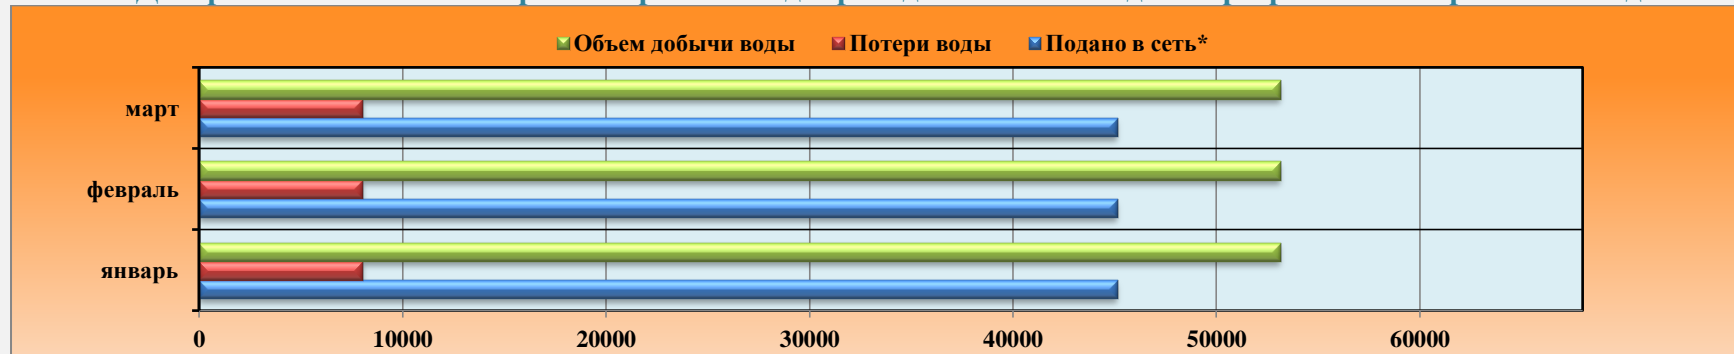 Объем добычи воды Потери воды Подано в сеть*
март
февраль
январь
0 10000 20000 30000 40000 50000 60000